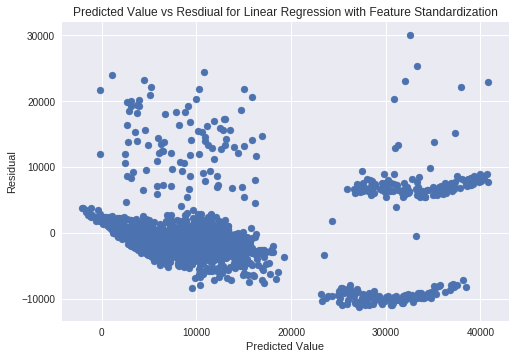 Predicted Value vs Resdiual for Linear Regression with Feature Standardization
30000
20000
10000
0
−10000
Residual
0 10000 20000 30000 40000
Predicted Value